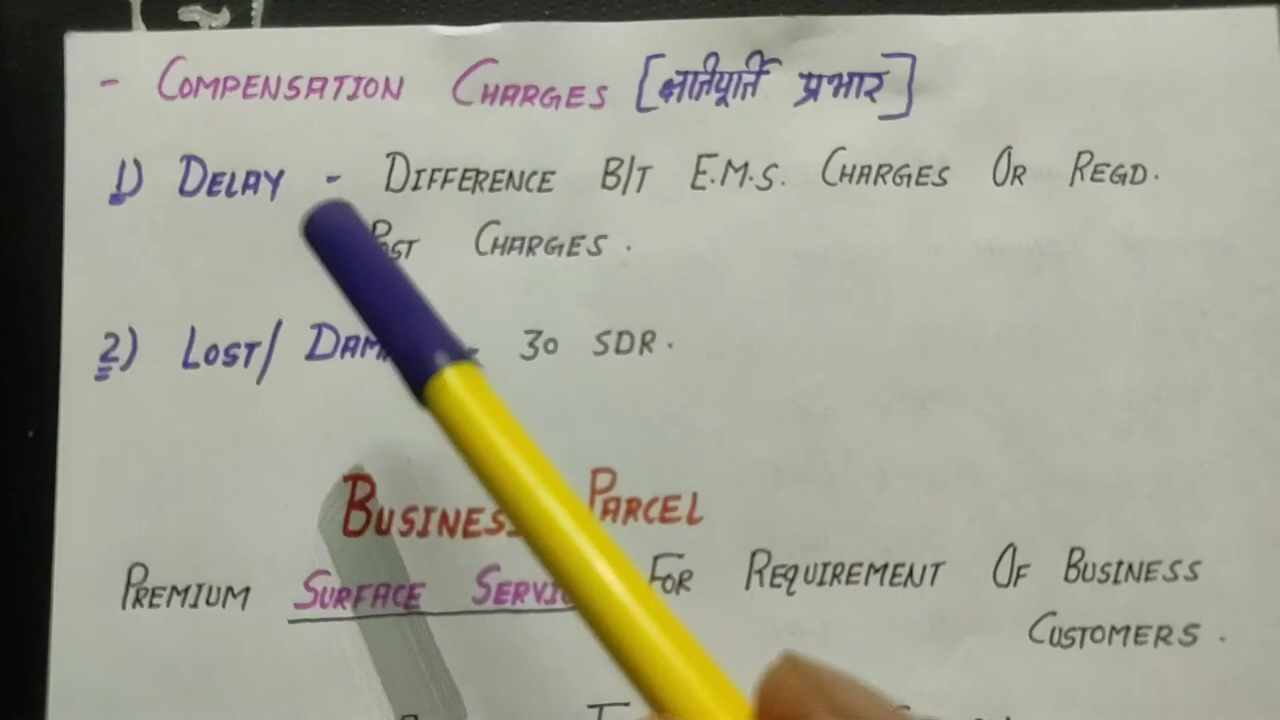 - COMPENSATION CHARGES [क्षतिपूर्ति प्रभार]
1) DELAY - DIFFERENCE B/T E.M.S. CHARGES OR REGD.
POST CHARGES.
2) LOST/ - 30 SDR.
BUSINESS PARCEL
PREMIUM SURFACE SERVICE FOR REQUIREMENT OF BUSINESS
CUSTOMERS.